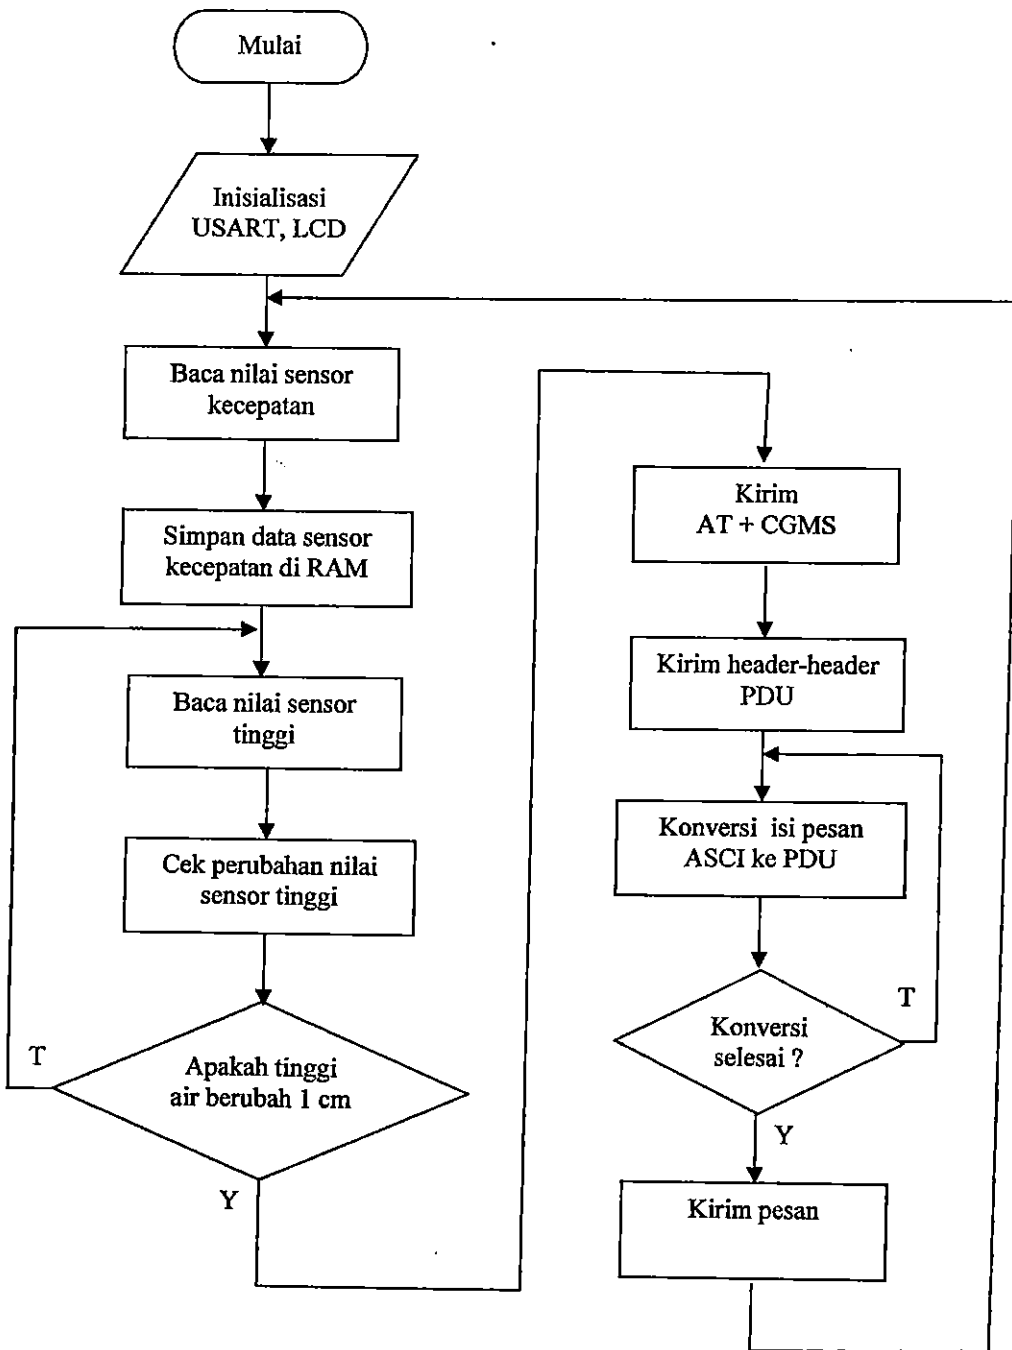 Mulai
Inisialisasi
USART, LCD
Baca nilai sensor
kecepatan
Simpan data sensor
kecepatan di RAM
Baca nilai sensor
tinggi
Cek perubahan nilai
sensor tinggi
Apakah tinggi
air berubah 1 cm
T
Y
Kirim
AT + CGMS
Kirim header-header
PDU
Konversi isi pesan
ASCI ke PDU
Konversi
selesai ?
T
Y
Kirim pesan